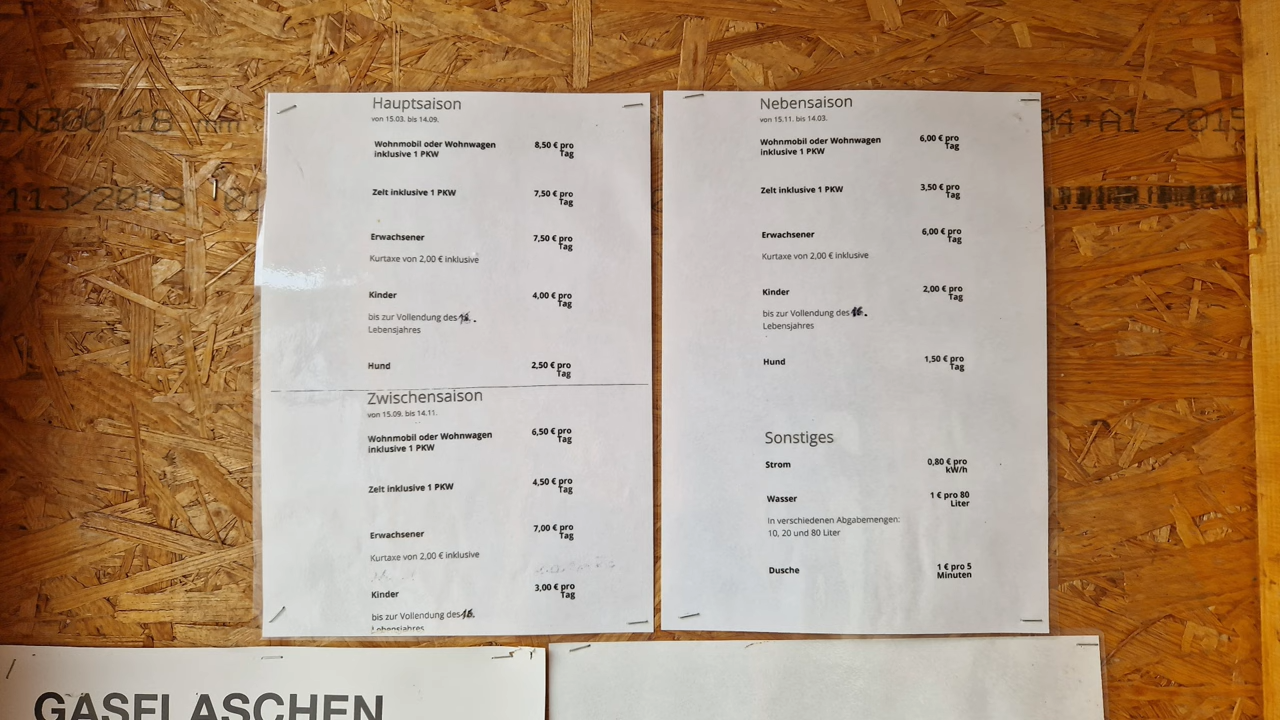 EN300 18 mm
04+A1 2015
113/2019
Hauptsaison
von 15.03. bis 14.09.
Wohnmobil oder Wohnwagen
inklusive 1 PKW
8,50 € pro
Tag
Zelt inklusive 1 PKW
7,50 € pro
Tag
Erwachsener
7,50 € pro
Tag
Kurtaxe von 2,00 € inklusive
Kinder
4,00 € pro
Tag
bis zur Vollendung des
Lebensjahres
Hund
2,50 € pro
Tag
Zwischensaison
von 15.09. bis 14.11.
Wohnmobil oder Wohnwagen
inklusive 1 PKW
6,50 € pro
Tag
Zelt inklusive 1 PKW
4,50 € pro
Tag
Erwachsener
7,00 € pro
Tag
Kurtaxe von 2,00 € inklusive
Kinder
3,00 € pro
Tag
bis zur Vollendung des 16.
Lebensjahres
Nebensaison
von 15.11. bis 14.03.
Wohnmobil oder Wohnwagen
inklusive 1 PKW
6,00 € pro
Tag
Zelt inklusive 1 PKW
3,50 € pro
Tag
Erwachsener
6,00 € pro
Tag
Kurtaxe von 2,00 € inklusive
Kinder
2,00 € pro
Tag
bis zur Vollendung des 16.
Lebensjahres
Hund
1,50 € pro
Tag
Sonstiges
Strom
0,80 € pro
kW/h
Wasser
1 € pro 80
Liter
In verschiedenen Abgabemengen:
10, 20 und 80 Liter
Dusche
1 € pro 5
Minuten
GASFLASCHEN